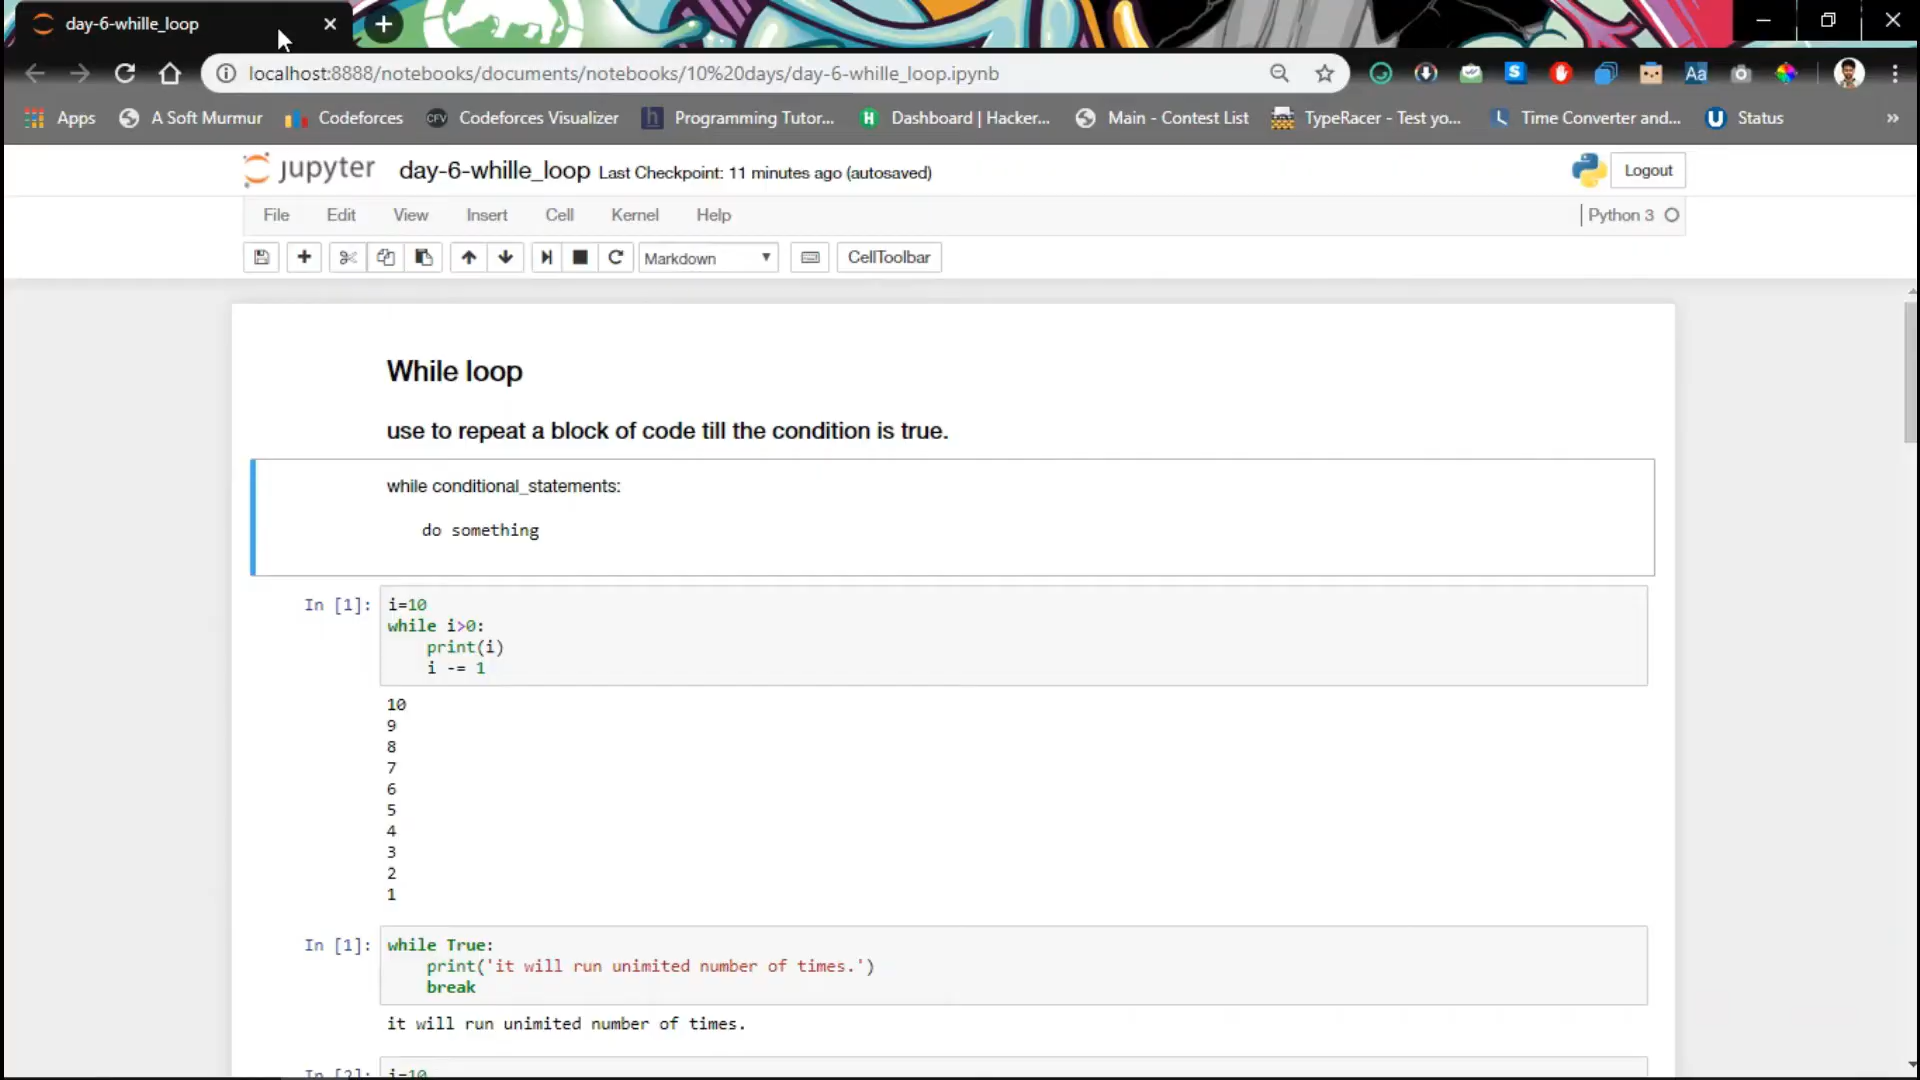 day-6-whille_loop
localhost:8888/notebooks/documents/notebooks/10%20days/day-6-whille_loop.ipynb
Apps A Soft Murmur Codeforces CFV Codeforces Visualizer h Programming Tutor... H Dashboard | Hacker... Main - Contest List TypeRacer - Test yo... Time Converter and... U Status »
jupyter day-6-whille_loop Last Checkpoint: 11 minutes ago (autosaved) Logout
File Edit View Insert Cell Kernel Help Python 3
Markdown CellToolbar
While loop
use to repeat a block of code till the condition is true.
while conditional_statements:
do something
In [1]: i=10
while i>0:
print(i)
i -= 1
10
9
8
7
6
5
4
3
2
1
In [1]: while True:
print('it will run unimited number of times.')
break
it will run unimited number of times.
In [2]: i=10